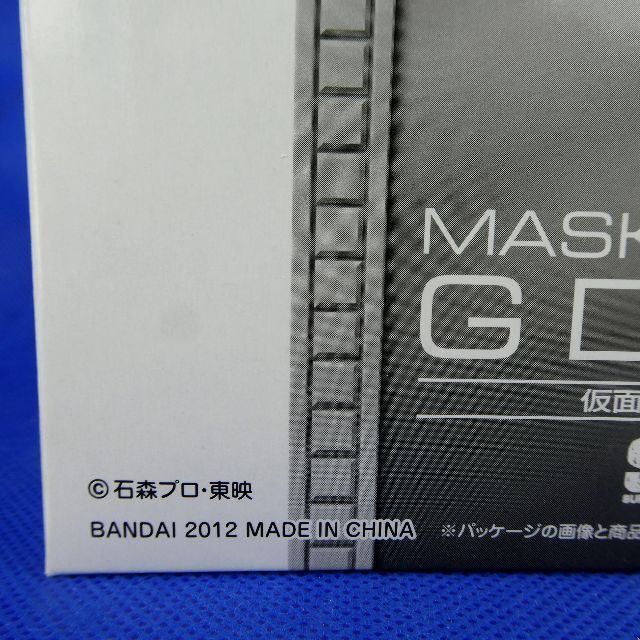 MASK
G D
仮面
©石森プロ・東映
BANDAI 2012 MADE IN CHINA
※パッケージの画像と商品